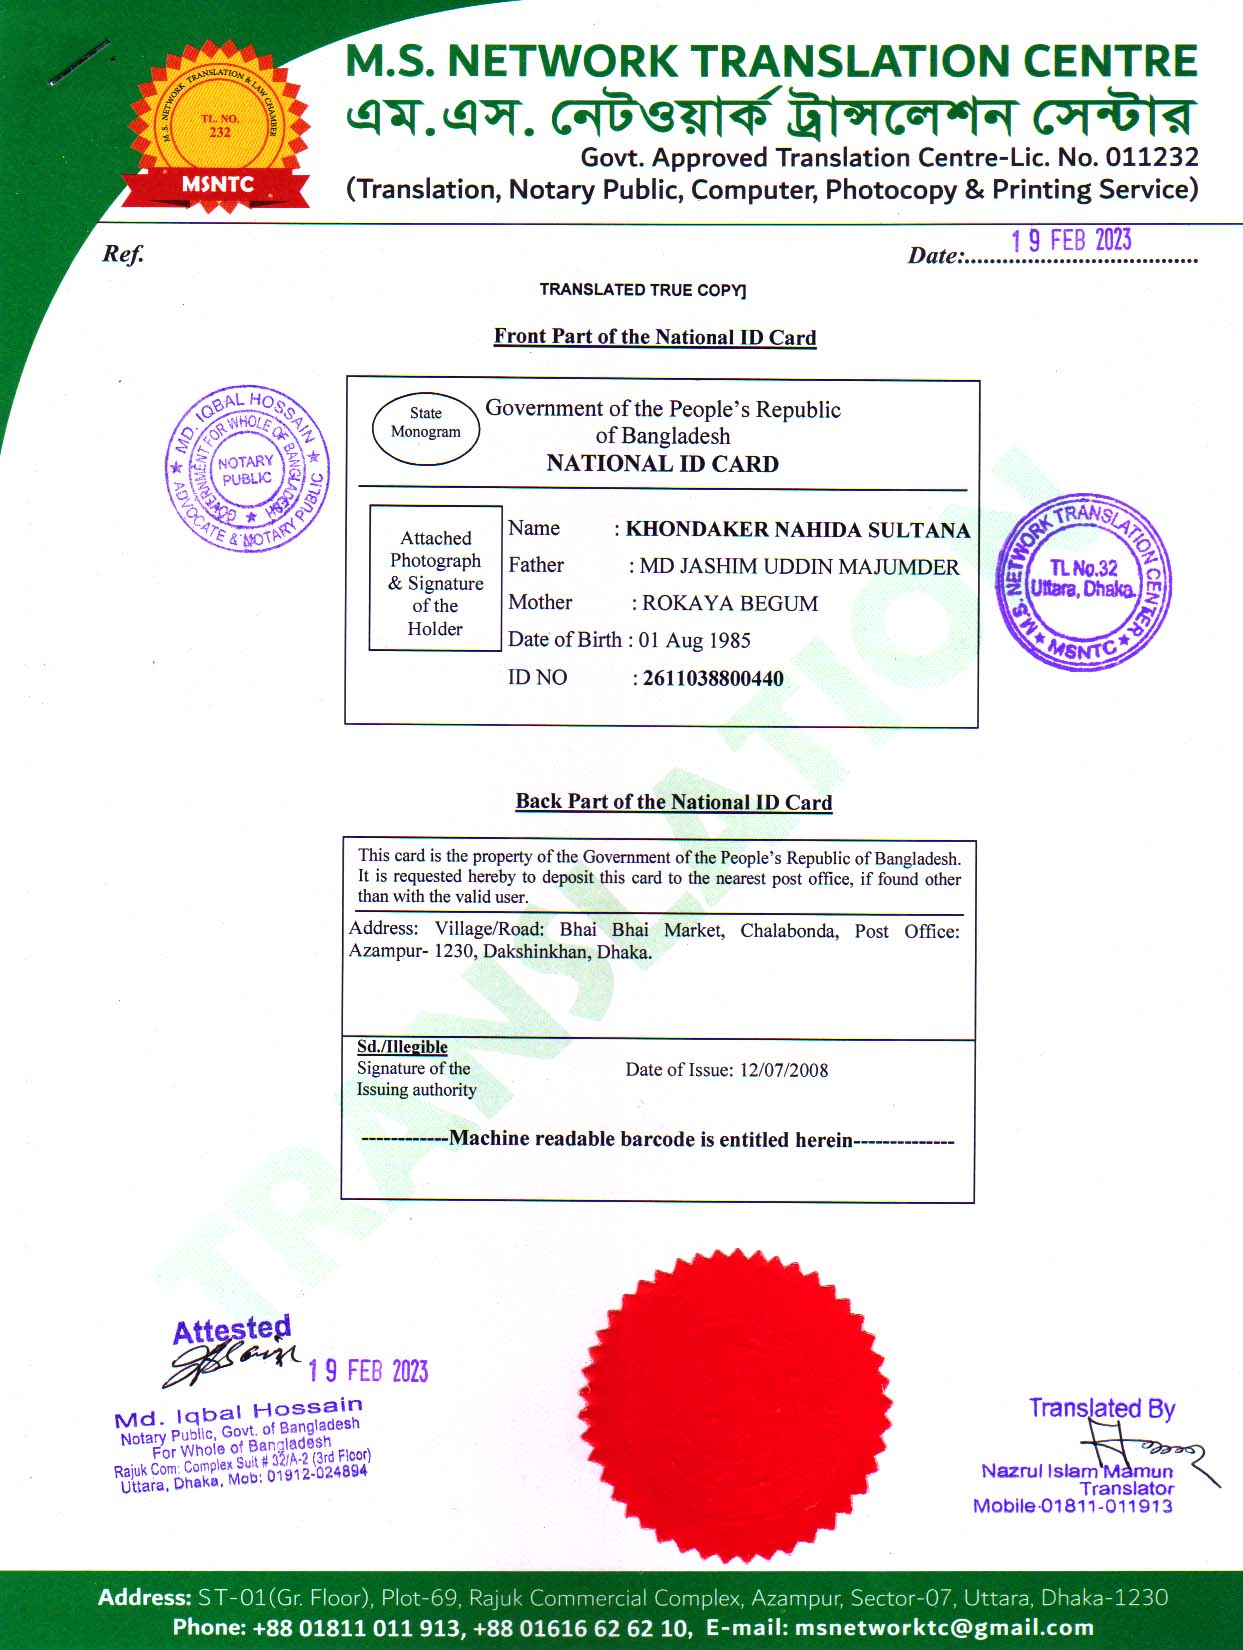 M.S. NETWORK TRANSLATION CENTRE
এম.এস. নেটওয়ার্ক ট্রান্সলেশন সেন্টার
Govt. Approved Translation Centre-Lic. No. 011232
(Translation, Notary Public, Computer, Photocopy & Printing Service)
M. S. NETWORK TRANSLATION & LAW CHAMBER
TL. NO.
232
MSNTC
Ref.
Date:.....................................
19 FEB 2023
TRANSLATED TRUE COPY]
Front Part of the National ID Card
State
Monogram
Government of the People's Republic
of Bangladesh
NATIONAL ID CARD
Attached
Photograph
& Signature
of the
Holder
Name : KHONDAKER NAHIDA SULTANA
Father : MD JASHIM UDDIN MAJUMDER
Mother : ROKAYA BEGUM
Date of Birth : 01 Aug 1985
ID NO : 2611038800440
MD. IQBAL HOSSAIN
ADVOCATE & NOTARY PUBLIC
GOVERNMENT FOR WHOLE OF BANGLADESH
NOTARY
PUBLIC
M.S. NETWORK TRANSLATION CENTER
TL No.32
Uttara, Dhaka.
MSNTC
Back Part of the National ID Card
This card is the property of the Government of the People's Republic of Bangladesh.
It is requested hereby to deposit this card to the nearest post office, if found other
than with the valid user.
Address: Village/Road: Bhai Bhai Market, Chalabonda, Post Office:
Azampur- 1230, Dakshinkhan, Dhaka.
Sd./Illegible
Signature of the
Issuing authority
Date of Issue: 12/07/2008
------------Machine readable barcode is entitled herein--------------
TRANSLATION
Attested
19 FEB 2023
Md. Iqbal Hossain
Notary Public, Govt. of Bangladesh
For Whole of Bangladesh
Rajuk Com: Complex Suit # 32/A-2 (3rd Floor)
Uttara, Dhaka, Mob: 01912-024894
Translated By
Nazrul Islam Mamun
Translator
Mobile-01811-011913
Address: ST-01(Gr. Floor), Plot-69, Rajuk Commercial Complex, Azampur, Sector-07, Uttara, Dhaka-1230
Phone: +88 01811 011 913, +88 01616 62 62 10, E-mail: msnetworktc@gmail.com